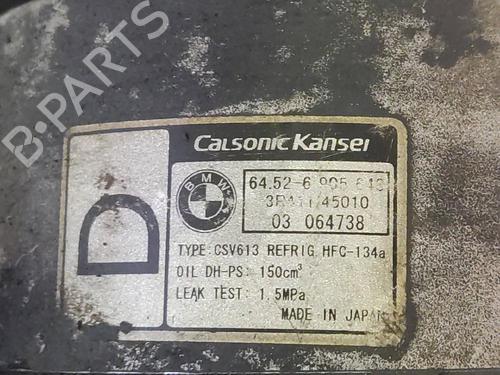 B-PARTS
Calsonic Kansei
D
BMW
64.52-6 905 643
3B411/45010
03 064738
TYPE: CSV613 REFRIG HFC-134a
OIL DH-PS: 150cm³
LEAK TEST: 1.5MPa
MADE IN JAPAN